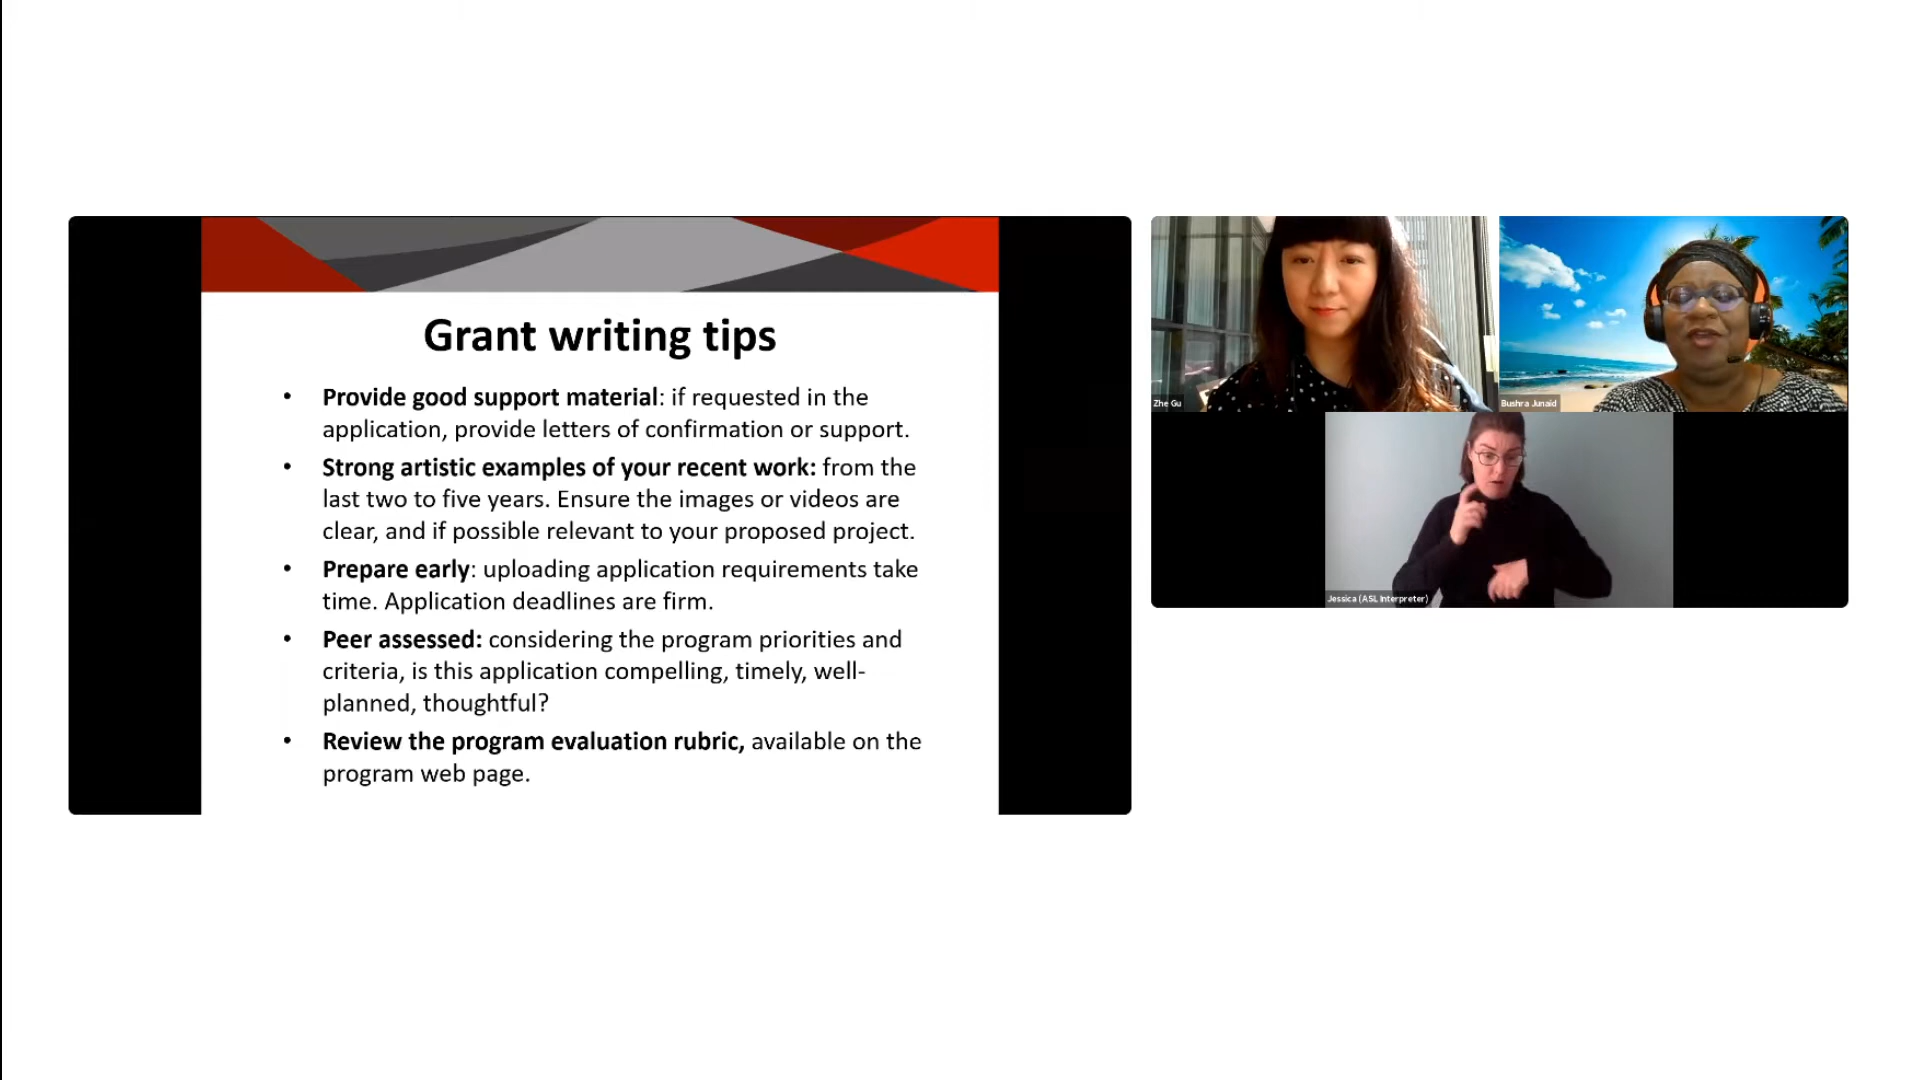 Grant writing tips
• Provide good support material: if requested in the
application, provide letters of confirmation or support.
• Strong artistic examples of your recent work: from the
last two to five years. Ensure the images or videos are
clear, and if possible relevant to your proposed project.
• Prepare early: uploading application requirements take
time. Application deadlines are firm.
• Peer assessed: considering the program priorities and
criteria, is this application compelling, timely, well-
planned, thoughtful?
• Review the program evaluation rubric, available on the
program web page.
Zhe Gu
Bushra Junaid
Jessica (ASL Interpreter)